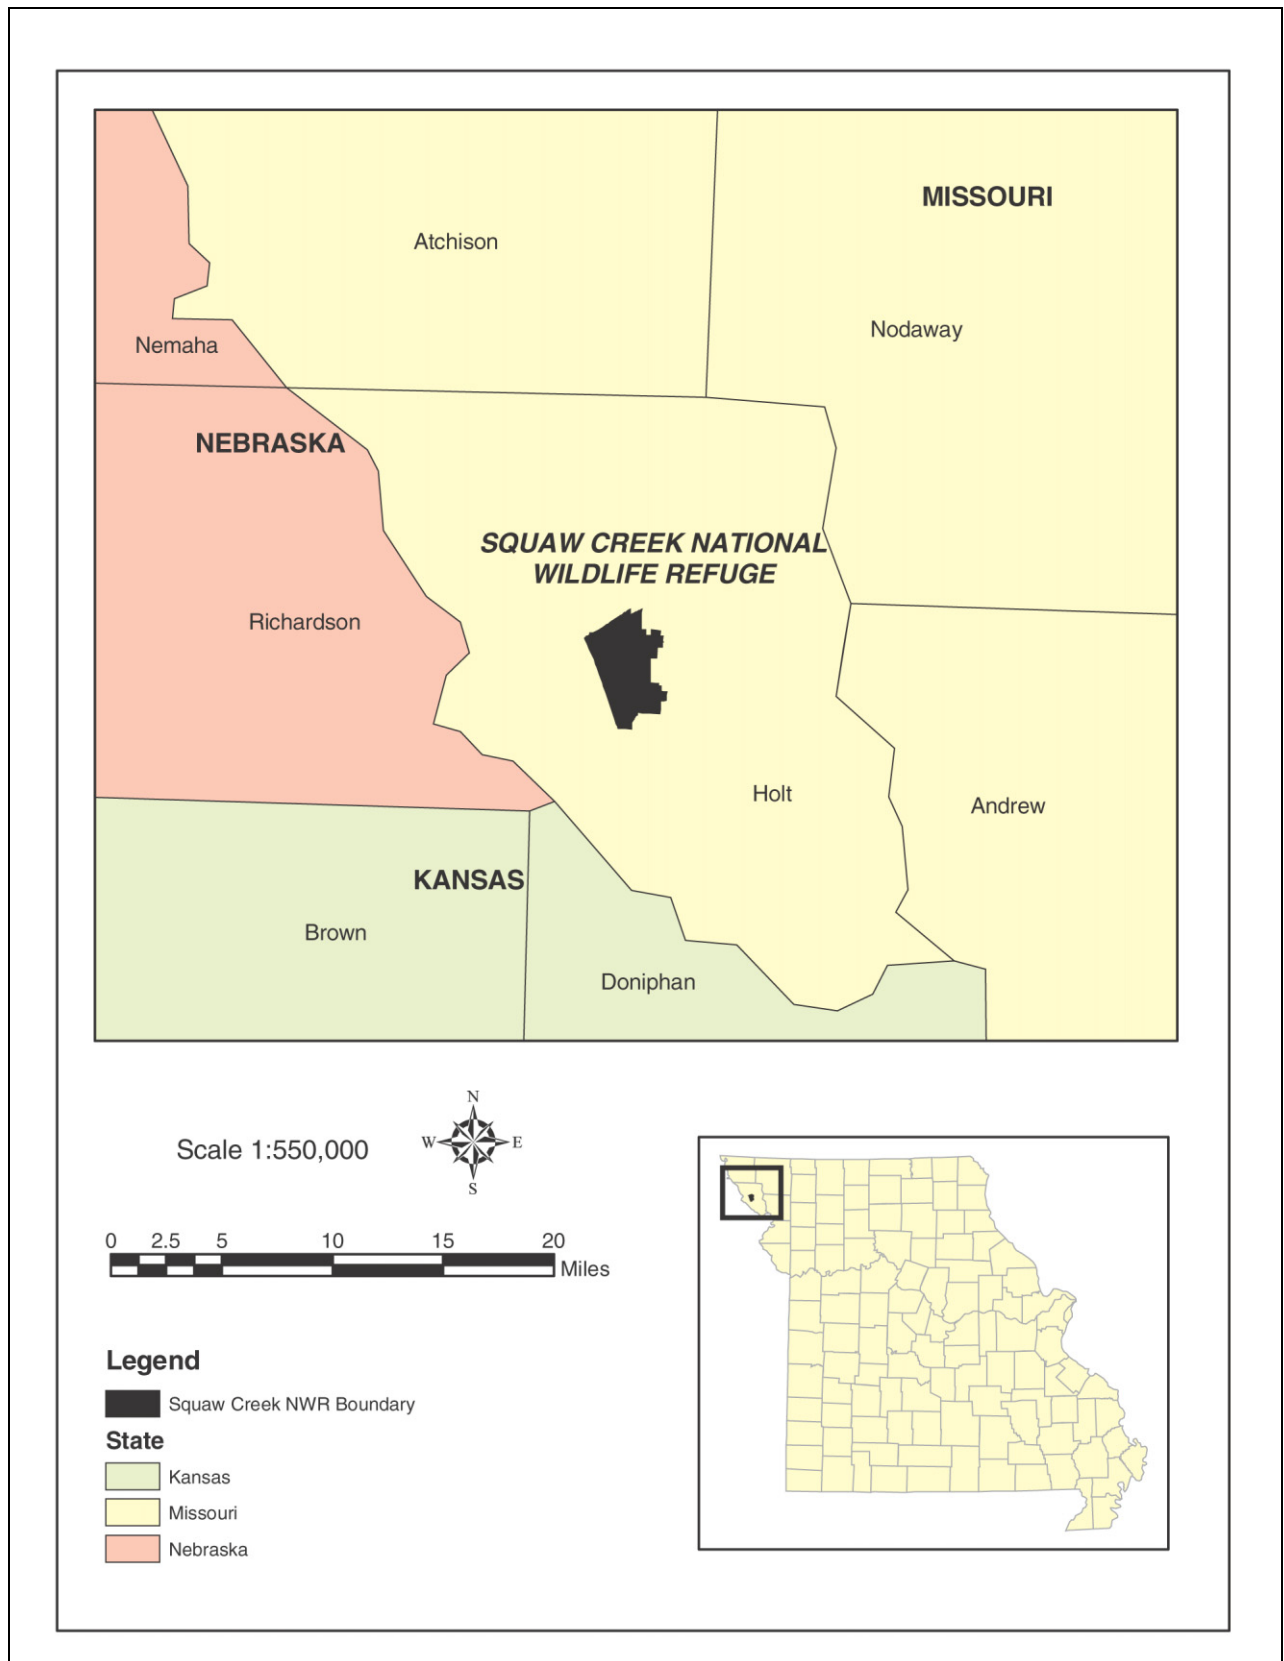 MISSOURI
Atchison
Nodaway
Nemaha
NEBRASKA
SQUAW CREEK NATIONAL
WILDLIFE REFUGE
Richardson
Holt
Andrew
KANSAS
Brown
Doniphan
N
W E
S
Scale 1:550,000
0 2.5 5 10 15 20
Miles
Legend
Squaw Creek NWR Boundary
State
Kansas
Missouri
Nebraska